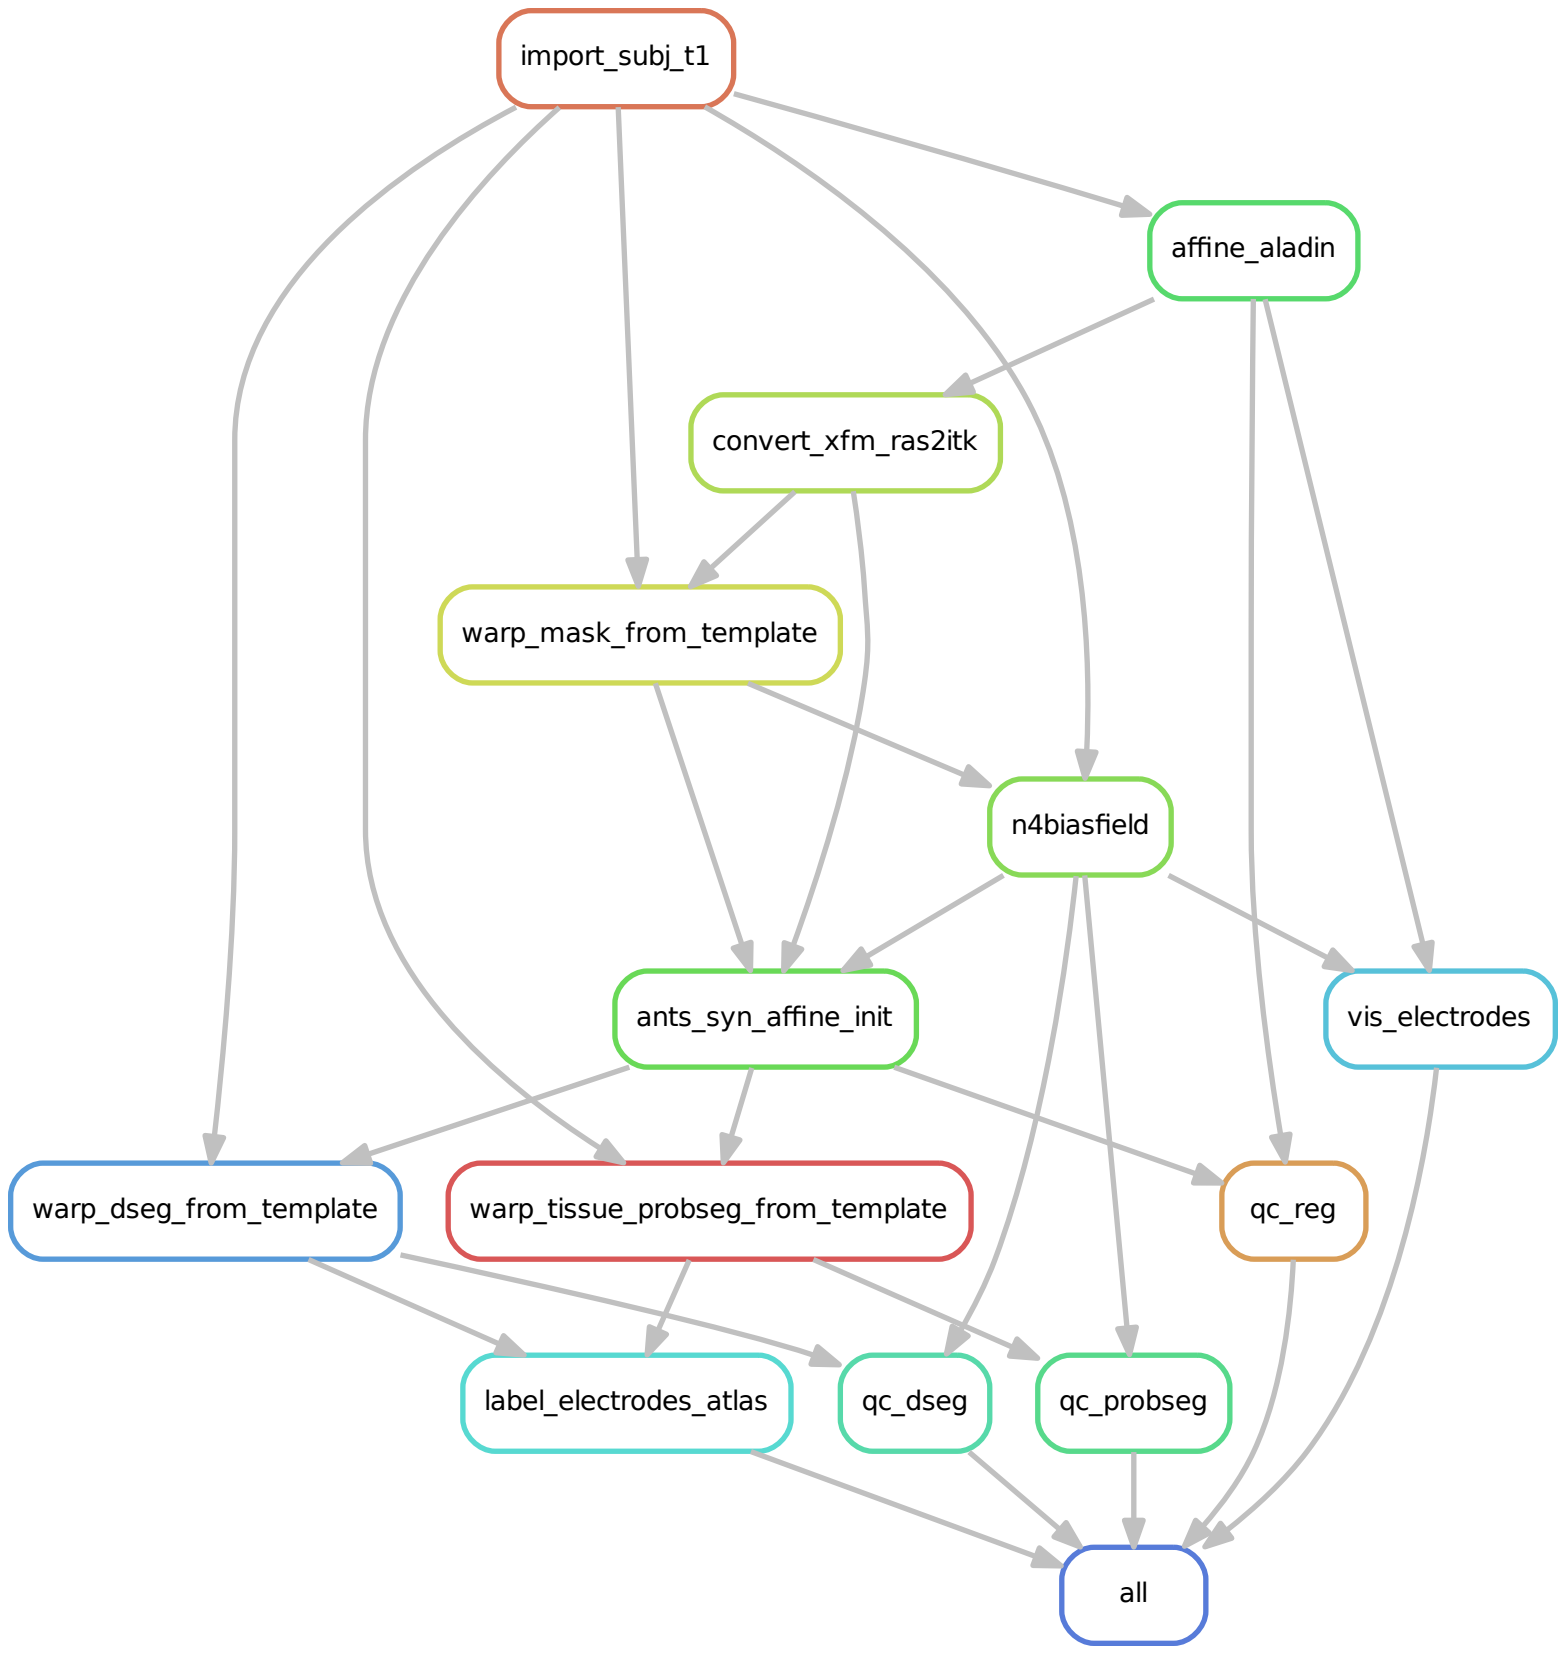 import_subj_t1
affine_aladin
convert_xfm_ras2itk
warp_mask_from_template
n4biasfield
ants_syn_affine_init
vis_electrodes
warp_dseg_from_template
warp_tissue_probseg_from_template
qc_reg
label_electrodes_atlas
qc_dseg
qc_probseg
all